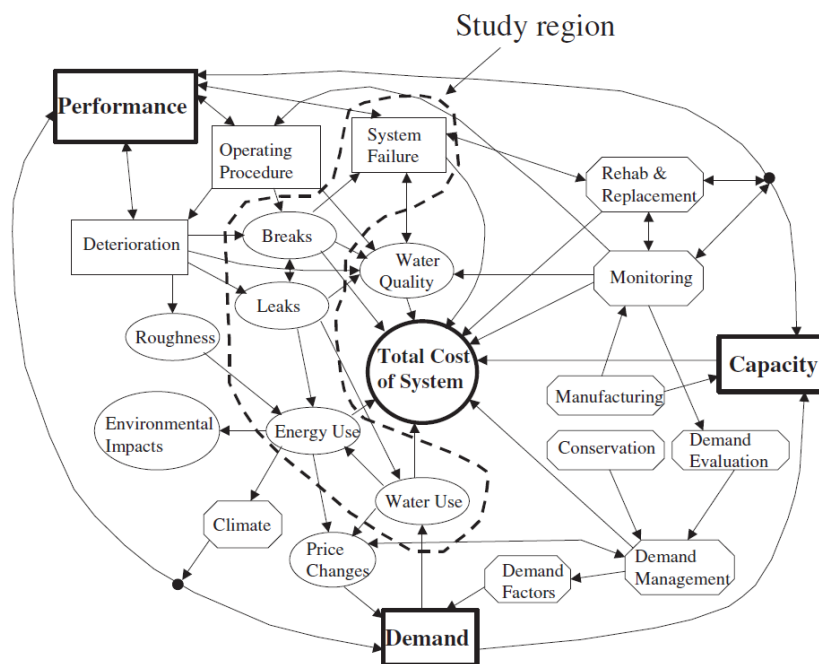 Study region
Performance
System
Failure
Operating
Procedure
Rehab &
Replacement
Deterioration
Breaks
Water
Quality
Monitoring
Leaks
Roughness
Total Cost
of System
Capacity
Manufacturing
Environmental
Impacts
Energy Use
Conservation
Demand
Evaluation
Water Use
Climate
Price
Changes
Demand
Factors
Demand
Management
Demand